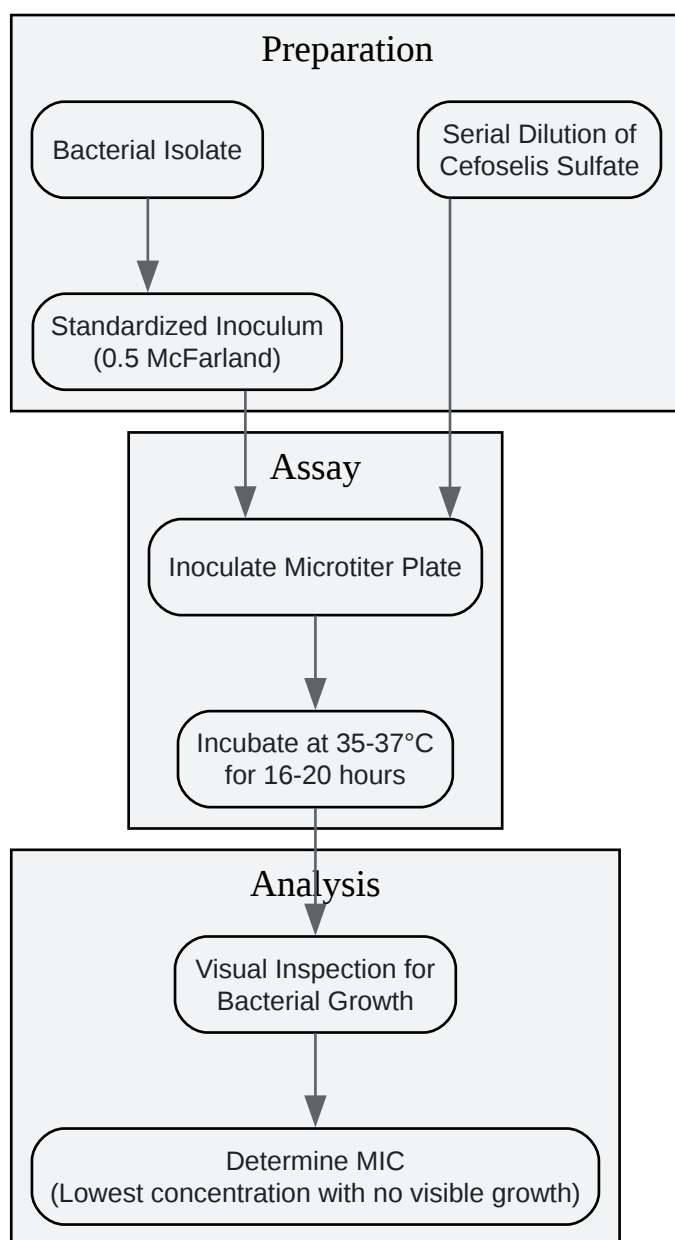 Preparation
Bacterial Isolate
Serial Dilution of
Cefoselis Sulfate
Standardized Inoculum
(0.5 McFarland)
Assay
Inoculate Microtiter Plate
Incubate at 35-37°C
for 16-20 hours
Analysis
Visual Inspection for
Bacterial Growth
Determine MIC
(Lowest concentration with no visible growth)